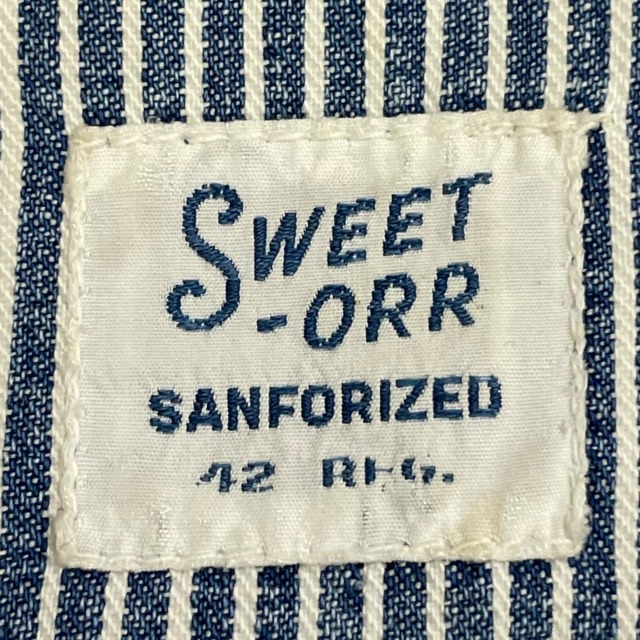 SWEET
-ORR
SANFORIZED
42 REG.